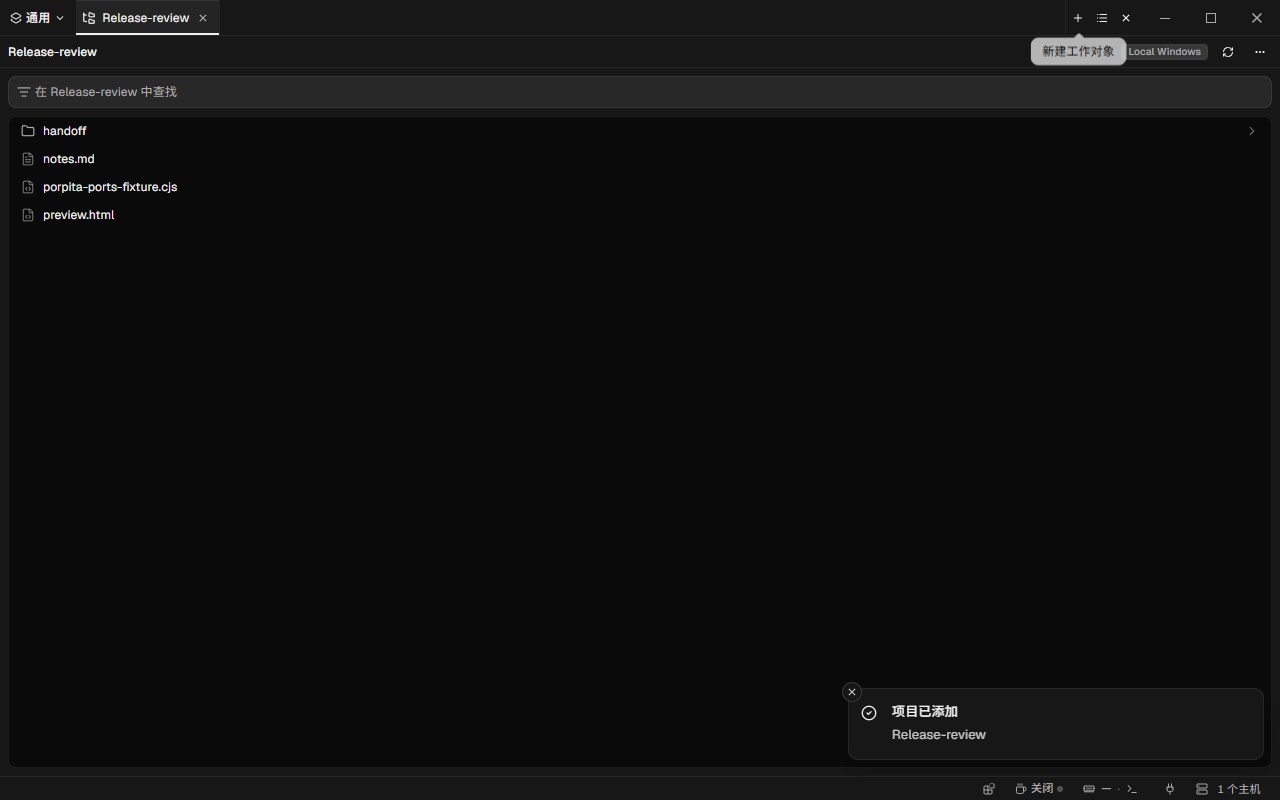 通用
Release-review
Release-review
新建工作对象
Local Windows
在 Release-review 中查找
handoff
notes.md
porpita-ports-fixture.cjs
preview.html
项目已添加
Release-review
关闭
1 个主机